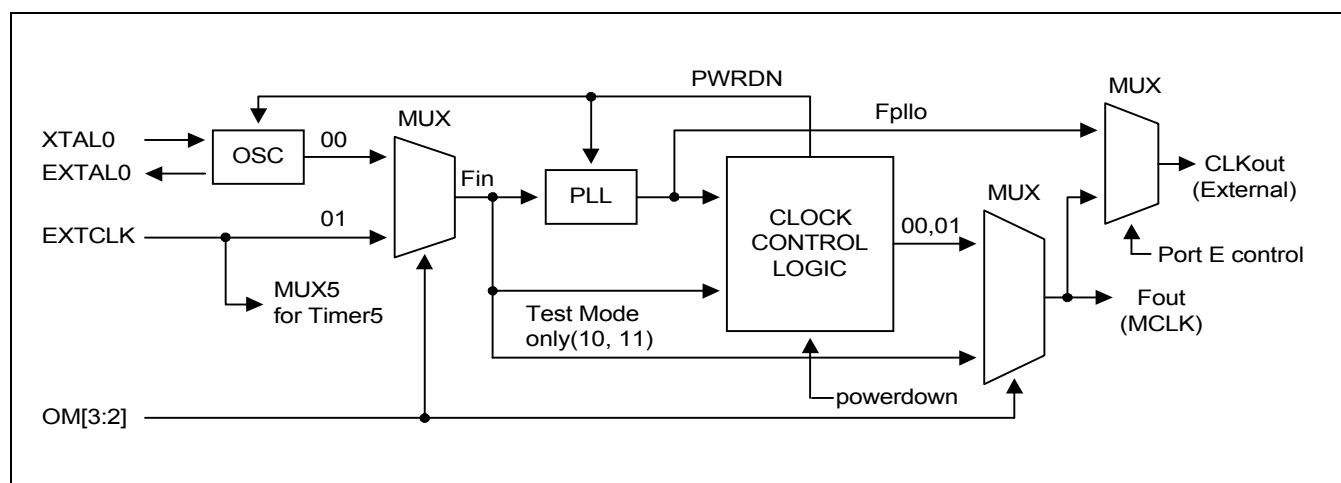 PWRDN
MUX
Fpllo
MUX
XTAL0
OSC
00
EXTAL0
Fin
PLL
CLOCK
CONTROL
LOGIC
MUX
CLKout
(External)
EXTCLK
01
00,01
Port E control
MUX5
for Timer5
Test Mode
only(10, 11)
Fout
(MCLK)
powerdown
OM[3:2]